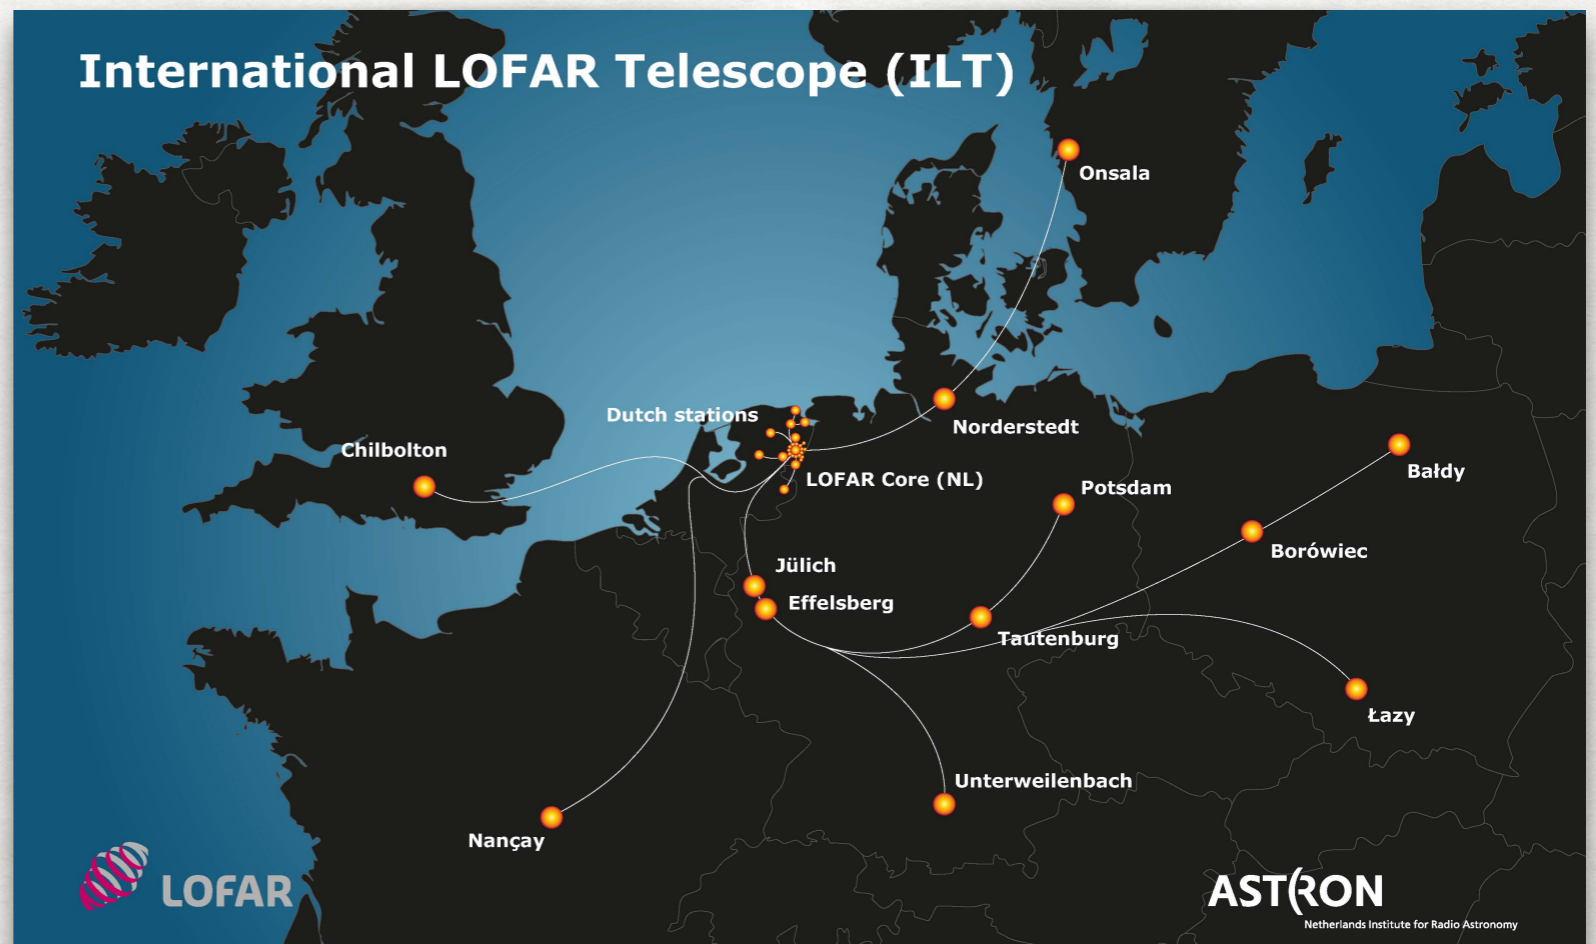 International LOFAR Telescope (ILT)
Onsala
Dutch stations
Norderstedt
Chilbolton
LOFAR Core (NL)
Bałdy
Potsdam
Borówiec
Jülich
Effelsberg
Tautenburg
Łazy
Unterweilenbach
Nançay
LOFAR
ASTRON
Netherlands Institute for Radio Astronomy